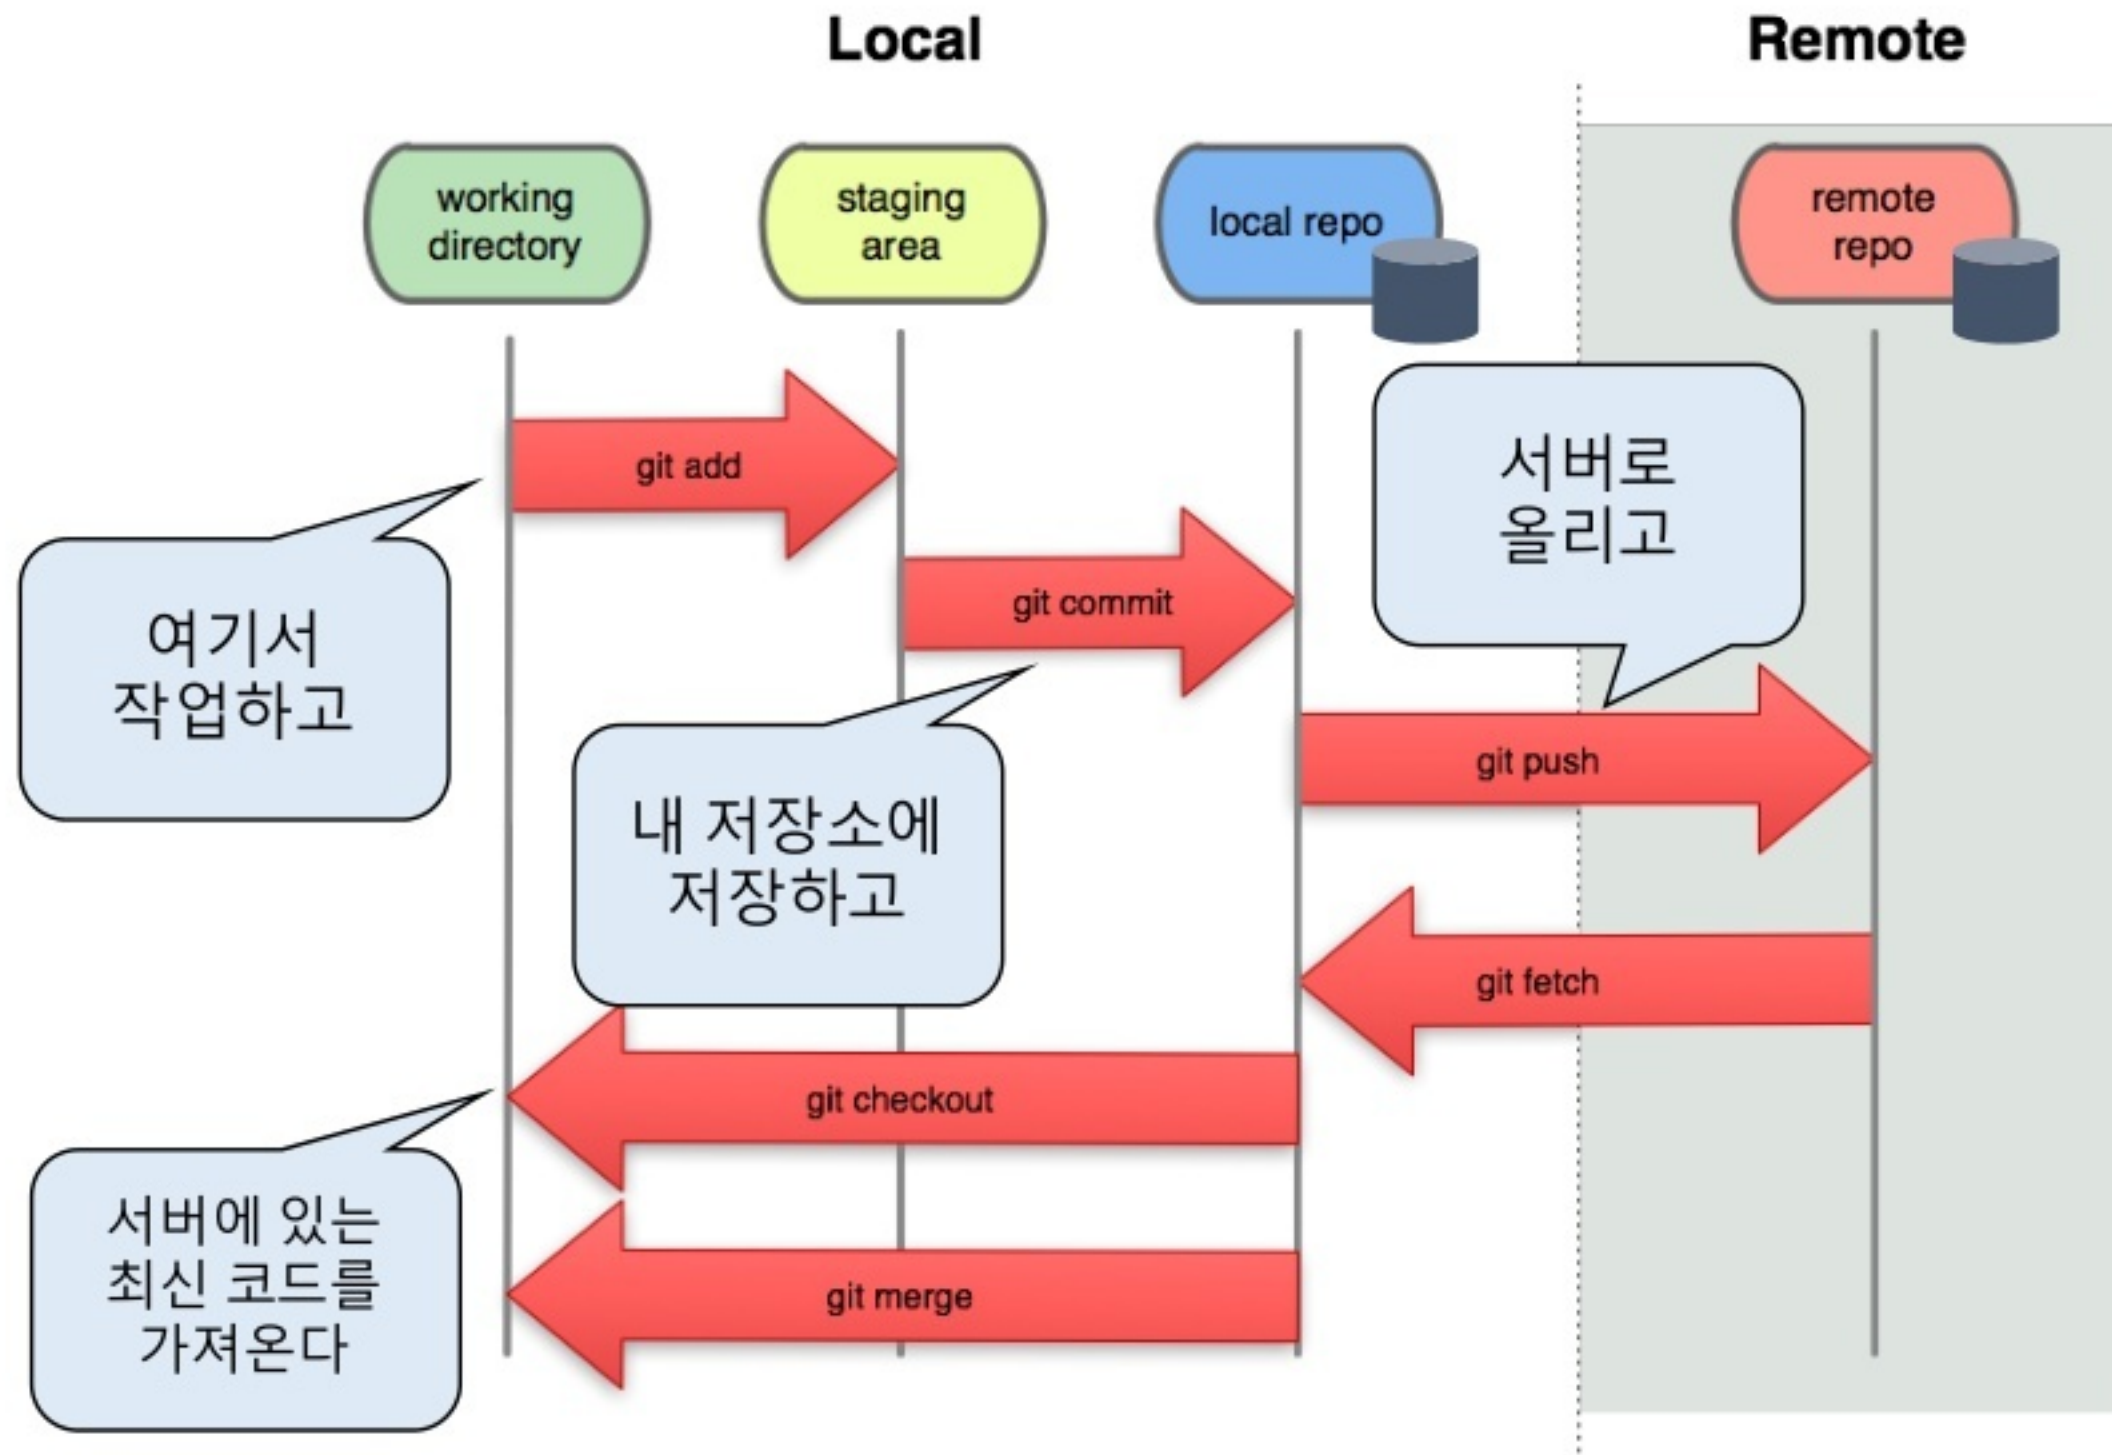 Local
Remote
working
directory
staging
area
local repo
remote
repo
git add
서버로
올리고
git commit
여기서
작업하고
git push
내 저장소에
저장하고
git fetch
git checkout
서버에 있는
최신 코드를
가져온다
git merge